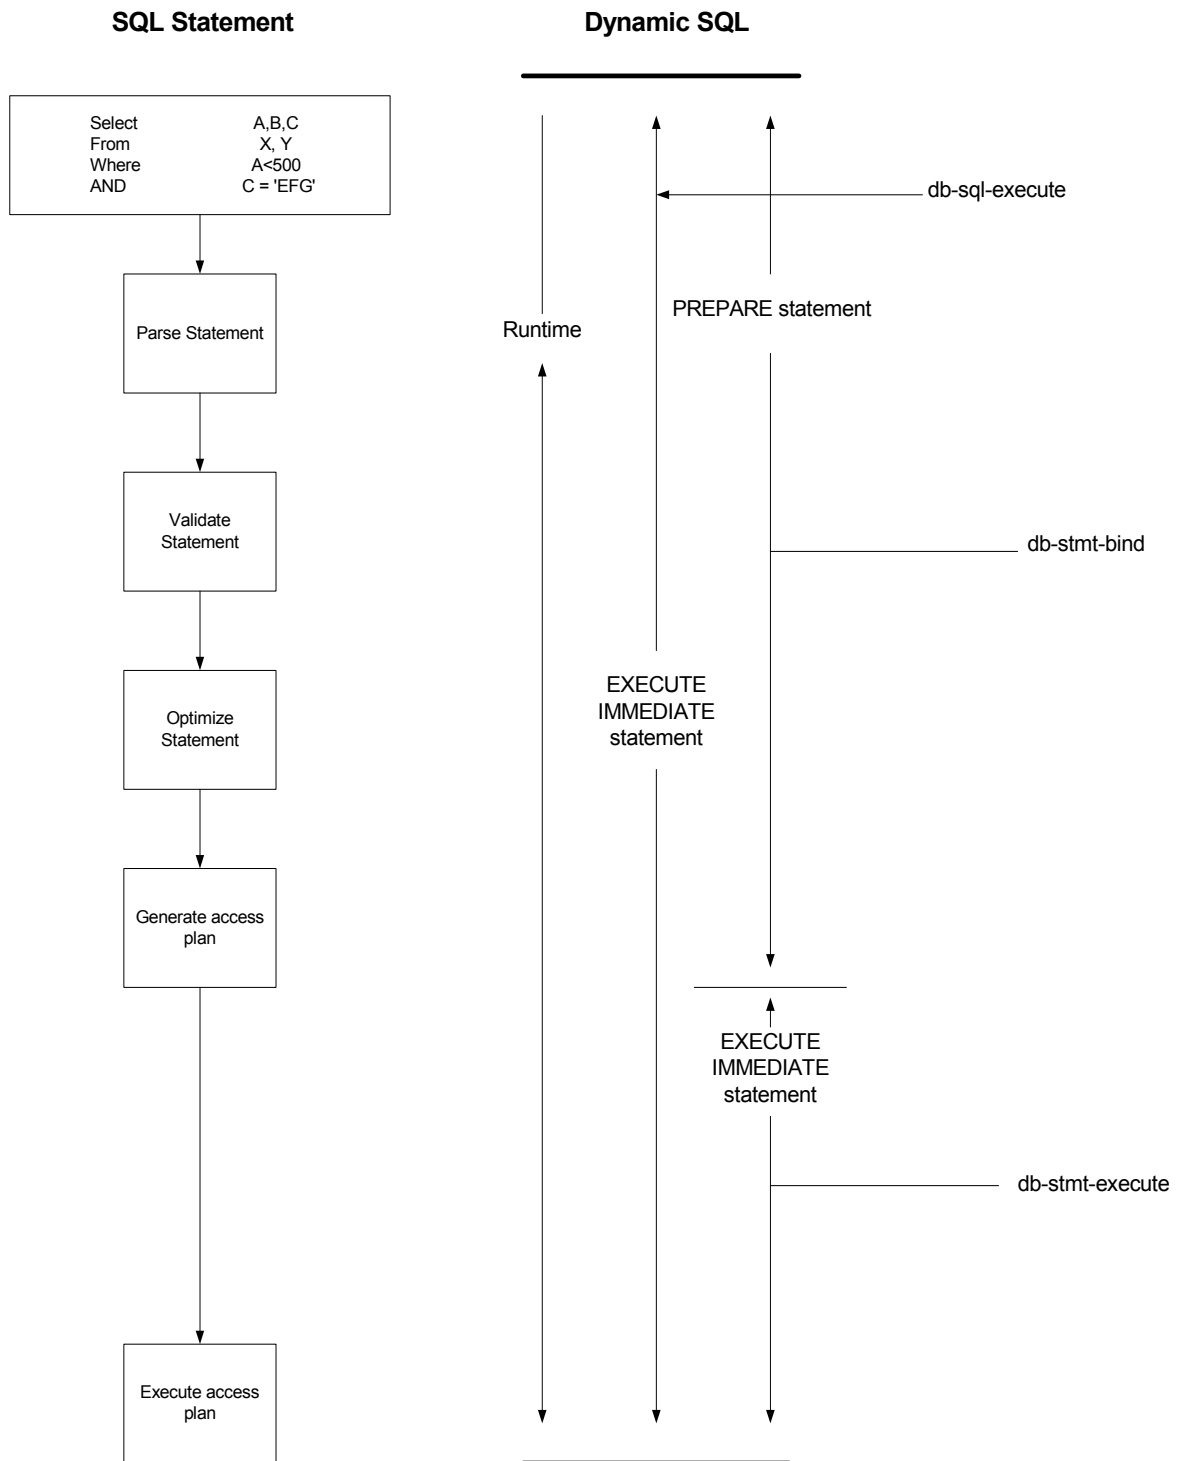 SQL Statement
Dynamic SQL
Select A,B,C
From X, Y
Where A<500
AND C = 'EFG'
db-sql-execute
Parse Statement
Runtime
PREPARE statement
Validate
Statement
db-stmt-bind
Optimize
Statement
EXECUTE
IMMEDIATE
statement
Generate access
plan
EXECUTE
IMMEDIATE
statement
db-stmt-execute
Execute access
plan